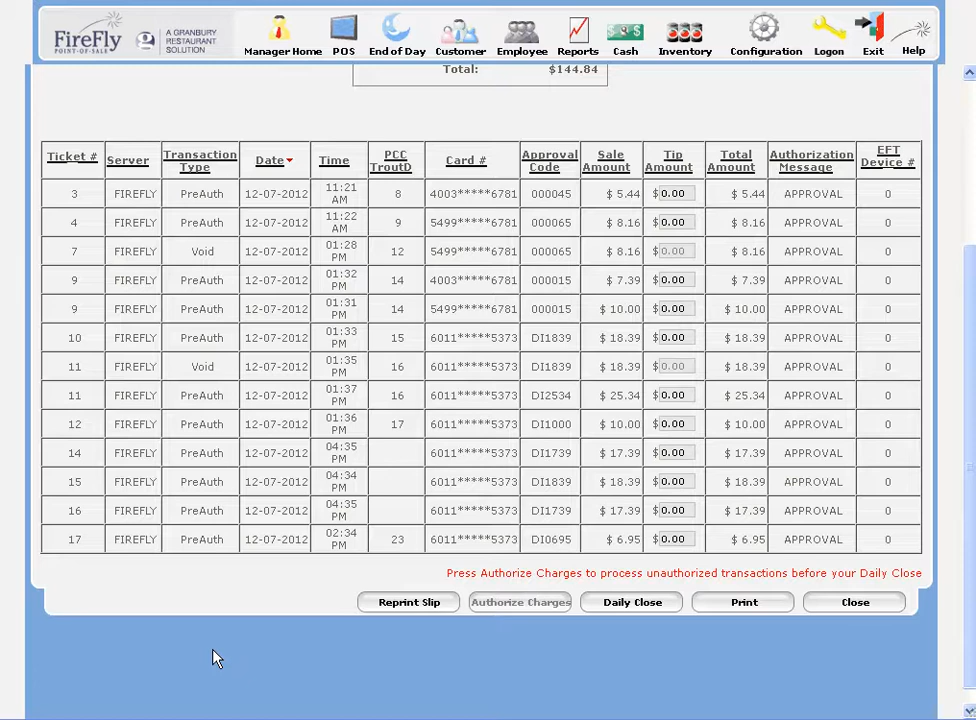 FireFly POINT-OF-SALE
A GRANBURY RESTAURANT SOLUTION
Manager Home POS End of Day Customer Employee Reports Cash Inventory Configuration Logon Exit Help
Total: $144.84
Ticket # Server Transaction Type Date Time PCC TroutD Card # Approval Code Sale Amount Tip Amount Total Amount Authorization Message EFT Device #
3 FIREFLY PreAuth 12-07-2012 11:21 AM 8 4003*****6781 000045 $ 5.44 $ 0.00 $ 5.44 APPROVAL 0
4 FIREFLY PreAuth 12-07-2012 11:22 AM 9 5499*****6781 000065 $ 8.16 $ 0.00 $ 8.16 APPROVAL 0
7 FIREFLY Void 12-07-2012 01:28 PM 12 5499*****6781 000065 $ 8.16 $ 0.00 $ 8.16 APPROVAL 0
9 FIREFLY PreAuth 12-07-2012 01:32 PM 14 4003*****6781 000015 $ 7.39 $ 0.00 $ 7.39 APPROVAL 0
9 FIREFLY PreAuth 12-07-2012 01:31 PM 14 5499*****6781 000015 $ 10.00 $ 0.00 $ 10.00 APPROVAL 0
10 FIREFLY PreAuth 12-07-2012 01:33 PM 15 6011*****5373 DI1839 $ 18.39 $ 0.00 $ 18.39 APPROVAL 0
11 FIREFLY Void 12-07-2012 01:35 PM 16 6011*****5373 DI1839 $ 18.39 $ 0.00 $ 18.39 APPROVAL 0
11 FIREFLY PreAuth 12-07-2012 01:37 PM 16 6011*****5373 DI2534 $ 25.34 $ 0.00 $ 25.34 APPROVAL 0
12 FIREFLY PreAuth 12-07-2012 01:36 PM 17 6011*****5373 DI1000 $ 10.00 $ 0.00 $ 10.00 APPROVAL 0
14 FIREFLY PreAuth 12-07-2012 04:35 PM 6011*****5373 DI1739 $ 17.39 $ 0.00 $ 17.39 APPROVAL 0
15 FIREFLY PreAuth 12-07-2012 04:34 PM 6011*****5373 DI1839 $ 18.39 $ 0.00 $ 18.39 APPROVAL 0
16 FIREFLY PreAuth 12-07-2012 04:35 PM 6011*****5373 DI1739 $ 17.39 $ 0.00 $ 17.39 APPROVAL 0
17 FIREFLY PreAuth 12-07-2012 02:34 PM 23 6011*****5373 DI0695 $ 6.95 $ 0.00 $ 6.95 APPROVAL 0
Press Authorize Charges to process unauthorized transactions before your Daily Close
Reprint Slip Authorize Charges Daily Close Print Close